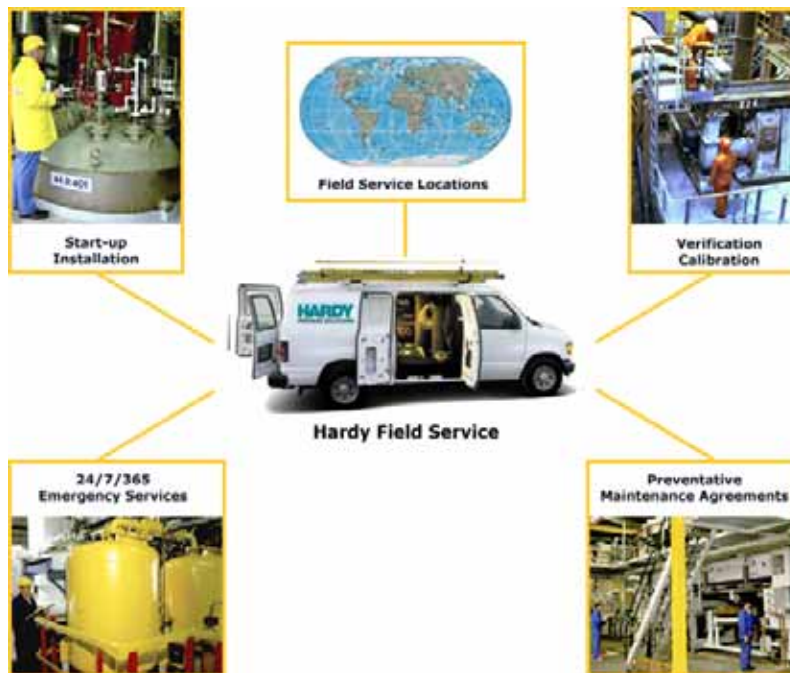 Field Service Locations
Start-up
Installation
Verification
Calibration
HARDY
Hardy Field Service
24/7/365
Emergency Services
Preventative
Maintenance Agreements